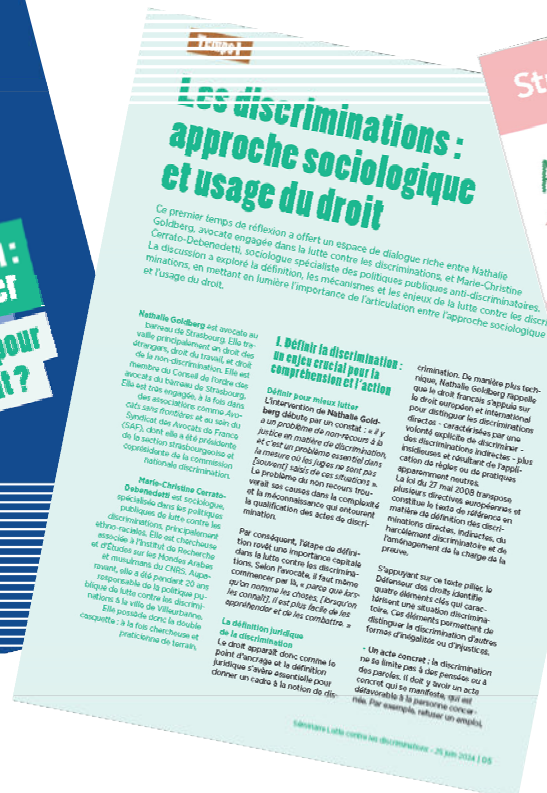 Temps 1
Les discriminations :
approche sociologique
et usage du droit
Ce premier temps de réflexion a offert un espace de dialogue riche entre Nathalie
Goldberg, avocate engagée dans la lutte contre les discriminations, et Marie-Christine
Cerrato-Debenedetti, sociologue spécialiste des politiques publiques anti-discriminatoires.
La discussion a exploré la définition, les mécanismes et les enjeux de la lutte contre les discri-
minations, en mettant en lumière l'importance de l'articulation entre l'approche sociologique
et l'usage du droit.
Nathalie Goldberg est avocate au
barreau de Strasbourg. Elle tra-
vaille principalement en droit des
étrangers, droit du travail, et droit
de la non-discrimination. Elle est
membre du Conseil de l'ordre des
avocats du barreau de Strasbourg.
Elle est très engagée, à la fois dans
des associations comme Avo-
cats sans frontières et au sein du
Syndicat des Avocats de France
(SAF), dont elle a été présidente
de la section strasbourgeoise et
coprésidente de la commission
nationale discrimination.
Marie-Christine Cerrato-
Debenedetti est sociologue,
spécialisée dans les politiques
publiques de lutte contre les
discriminations, principalement
ethno-raciales. Elle est chercheuse
associée à l'Institut de Recherche
et d'Études sur les Mondes Arabes
et musulmans du CNRS. Aupa-
ravant, elle a été pendant 20 ans
responsable de la politique pu-
blique de lutte contre les discrimi-
nations à la ville de Villeurbanne.
Elle possède donc la double
casquette : à la fois chercheuse et
praticienne de terrain.
I. Définir la discrimination :
un enjeu crucial pour la
compréhension et l'action
Définir pour mieux lutter
L'intervention de Nathalie Gold-
berg débute par un constat : « il y
a un problème de non-recours à la
justice en matière de discrimination,
et c'est un problème essentiel dans
la mesure où les juges ne sont pas
[souvent] saisis de ces situations ».
Le problème du non recours trou-
verait ses causes dans la complexité
et la méconnaissance qui entourent
la qualification des actes de discri-
mination.
Par conséquent, l'étape de défini-
tion revêt une importance capitale
dans la lutte contre les discrimina-
tions. Selon l'avocate, il faut même
commencer par là, « parce que lors-
qu'on nomme les choses, [lorsqu'on
les connaît], il est plus facile de les
appréhender et de les combattre. »
La définition juridique
de la discrimination
Le droit apparaît donc comme le
point d'ancrage et la définition
juridique s'avère essentielle pour
donner un cadre à la notion de dis-
crimination. De manière plus tech-
nique, Nathalie Goldberg rappelle
que le droit français s'appuie sur
le droit européen et international
pour distinguer les discriminations
directes - caractérisées par une
volonté explicite de discriminer -
des discriminations indirectes - plus
insidieuses et résultant de l'appli-
cation de règles ou de pratiques
apparemment neutres.
La loi du 27 mai 2008 transpose
plusieurs directives européennes et
constitue le texte de référence en
matière de définition des discri-
minations directes, indirectes, du
harcèlement discriminatoire et de
l'aménagement de la charge de la
preuve.
S'appuyant sur ce texte pilier, le
Défenseur des droits identifie
quatre éléments clés qui carac-
térisent une situation discrimina-
toire. Ces éléments permettent de
distinguer la discrimination d'autres
formes d'inégalités ou d'injustices.
- Un acte concret : la discrimination
ne se limite pas à des pensées ou à
des paroles. Il doit y avoir un acte
concret qui se manifeste, qui est
défavorable à la personne concer-
née. Par exemple, refuser un emploi,
Séminaire Lutte contre les discriminations - 25 juin 2024 | 05
pour
t ?
St